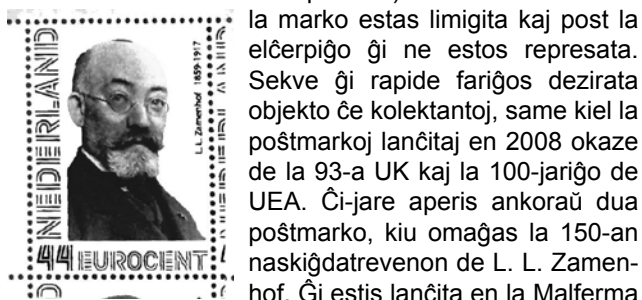 NEDERLAND
L.L. Zamenhof 1859-1917
44 EUROCENT
la marko estas limigita kaj post la
elĉerpiĝo ĝi ne estos represata.
Sekve ĝi rapide fariĝos dezirata
objekto ĉe kolektantoj, same kiel la
poŝtmarkoj lanĉitaj en 2008 okaze
de la 93-a UK kaj la 100-jariĝo de
UEA. Ĉi-jare aperis ankoraŭ dua
poŝtmarko, kiu omaĝas la 150-an
naskiĝdatrevenon de L. L. Zamen-
hof. Ĝi estis lanĉita en la Malferma